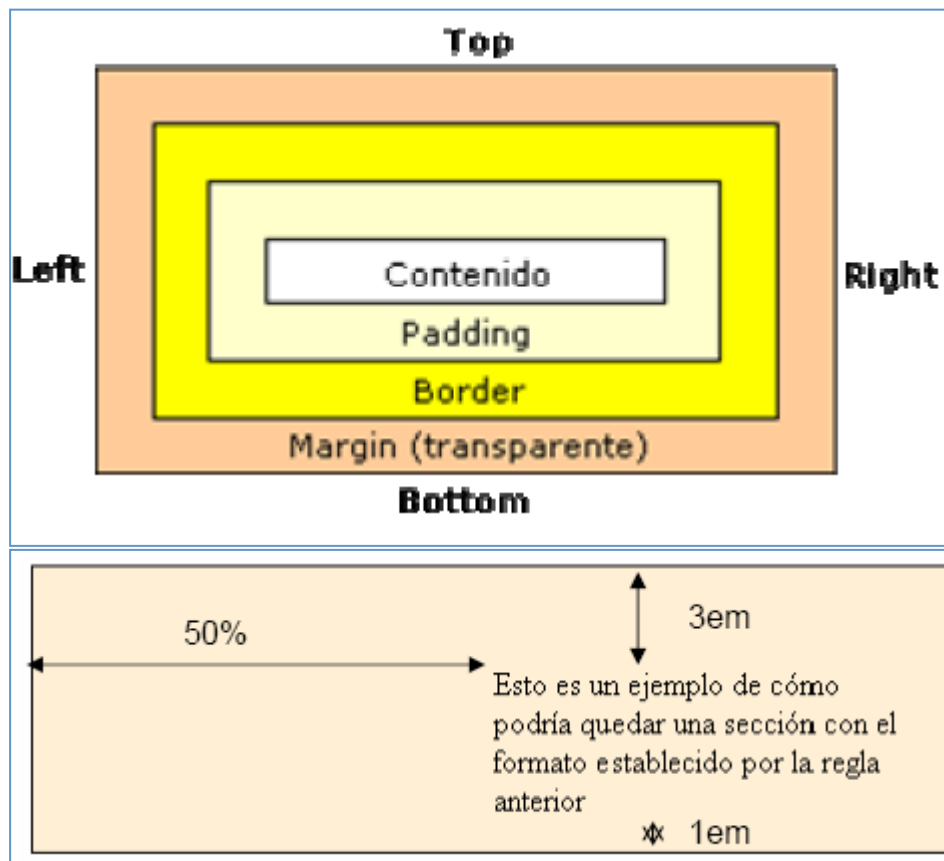 Top
Left
Contenido
Right
Padding
Border
Margin (transparente)
Bottom
50%
3em
Esto es un ejemplo de cómo
podría quedar una sección con el
formato establecido por la regla
anterior
1em